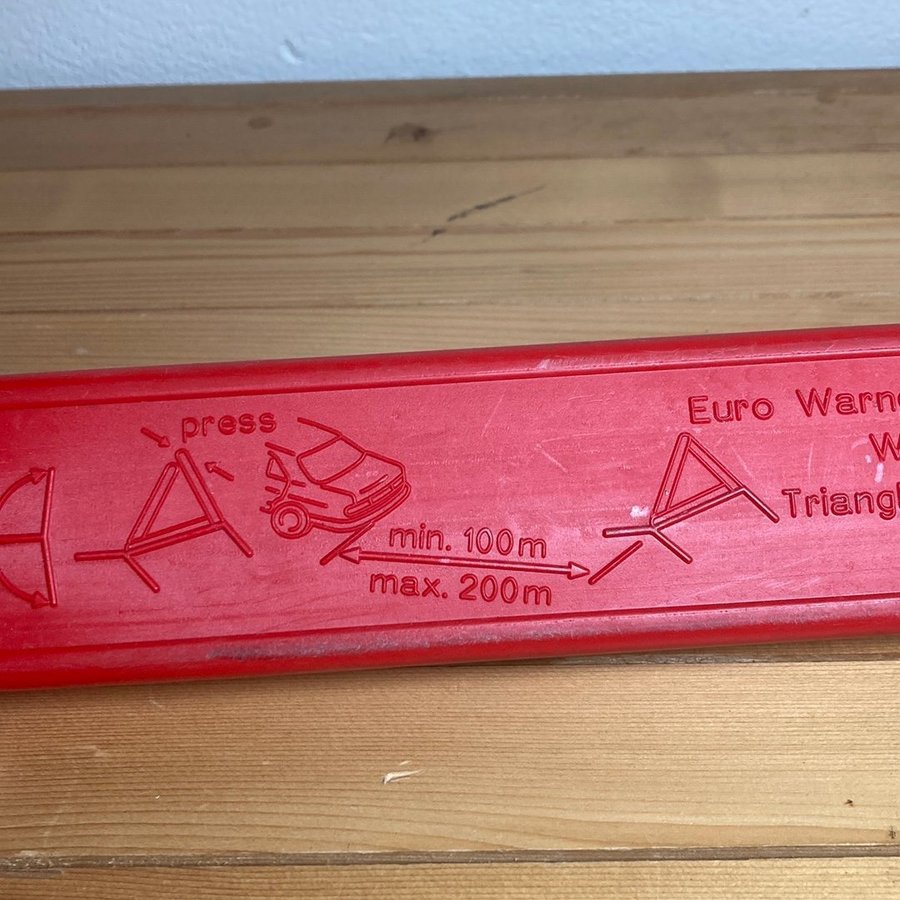 press
min. 100m
max. 200m
Euro Warne
W
Triangl